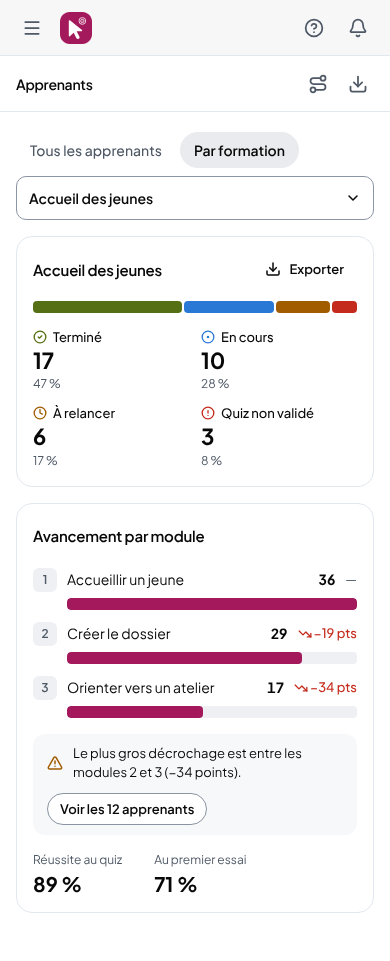 Apprenants
Tous les apprenants Par formation
Accueil des jeunes
Accueil des jeunes Exporter
Terminé En cours
17 10
47 % 28 %
À relancer Quiz non validé
6 3
17 % 8 %
Avancement par module
1 Accueillir un jeune 36 —
2 Créer le dossier 29 −19 pts
3 Orienter vers un atelier 17 −34 pts
Le plus gros décrochage est entre les
modules 2 et 3 (−34 points).
Voir les 12 apprenants
Réussite au quiz Au premier essai
89 % 71 %